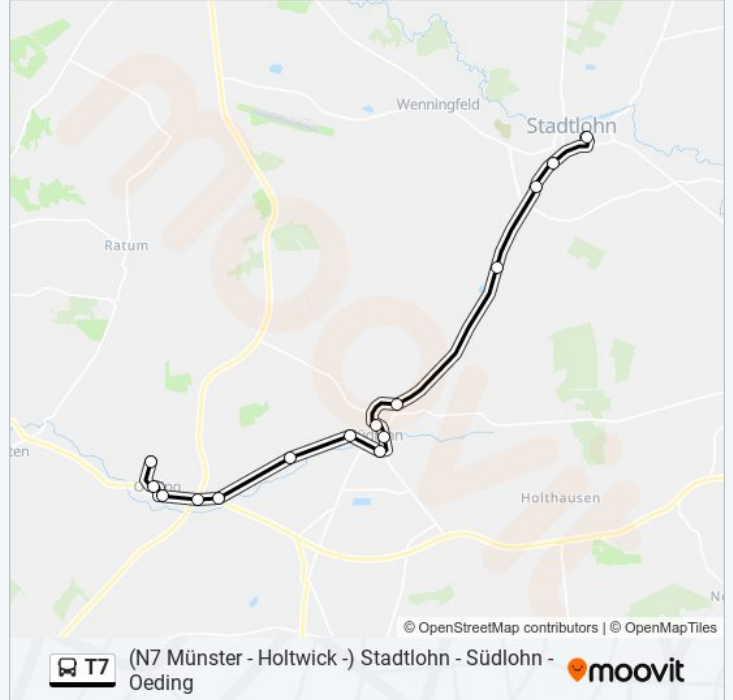 Wenningfeld
Stadtlohn
Ratum
Holthausen
© OpenStreetMap contributors | © OpenMapTiles
T7
(N7 Münster - Holtwick -) Stadtlohn - Südlohn -
Oeding
moovit